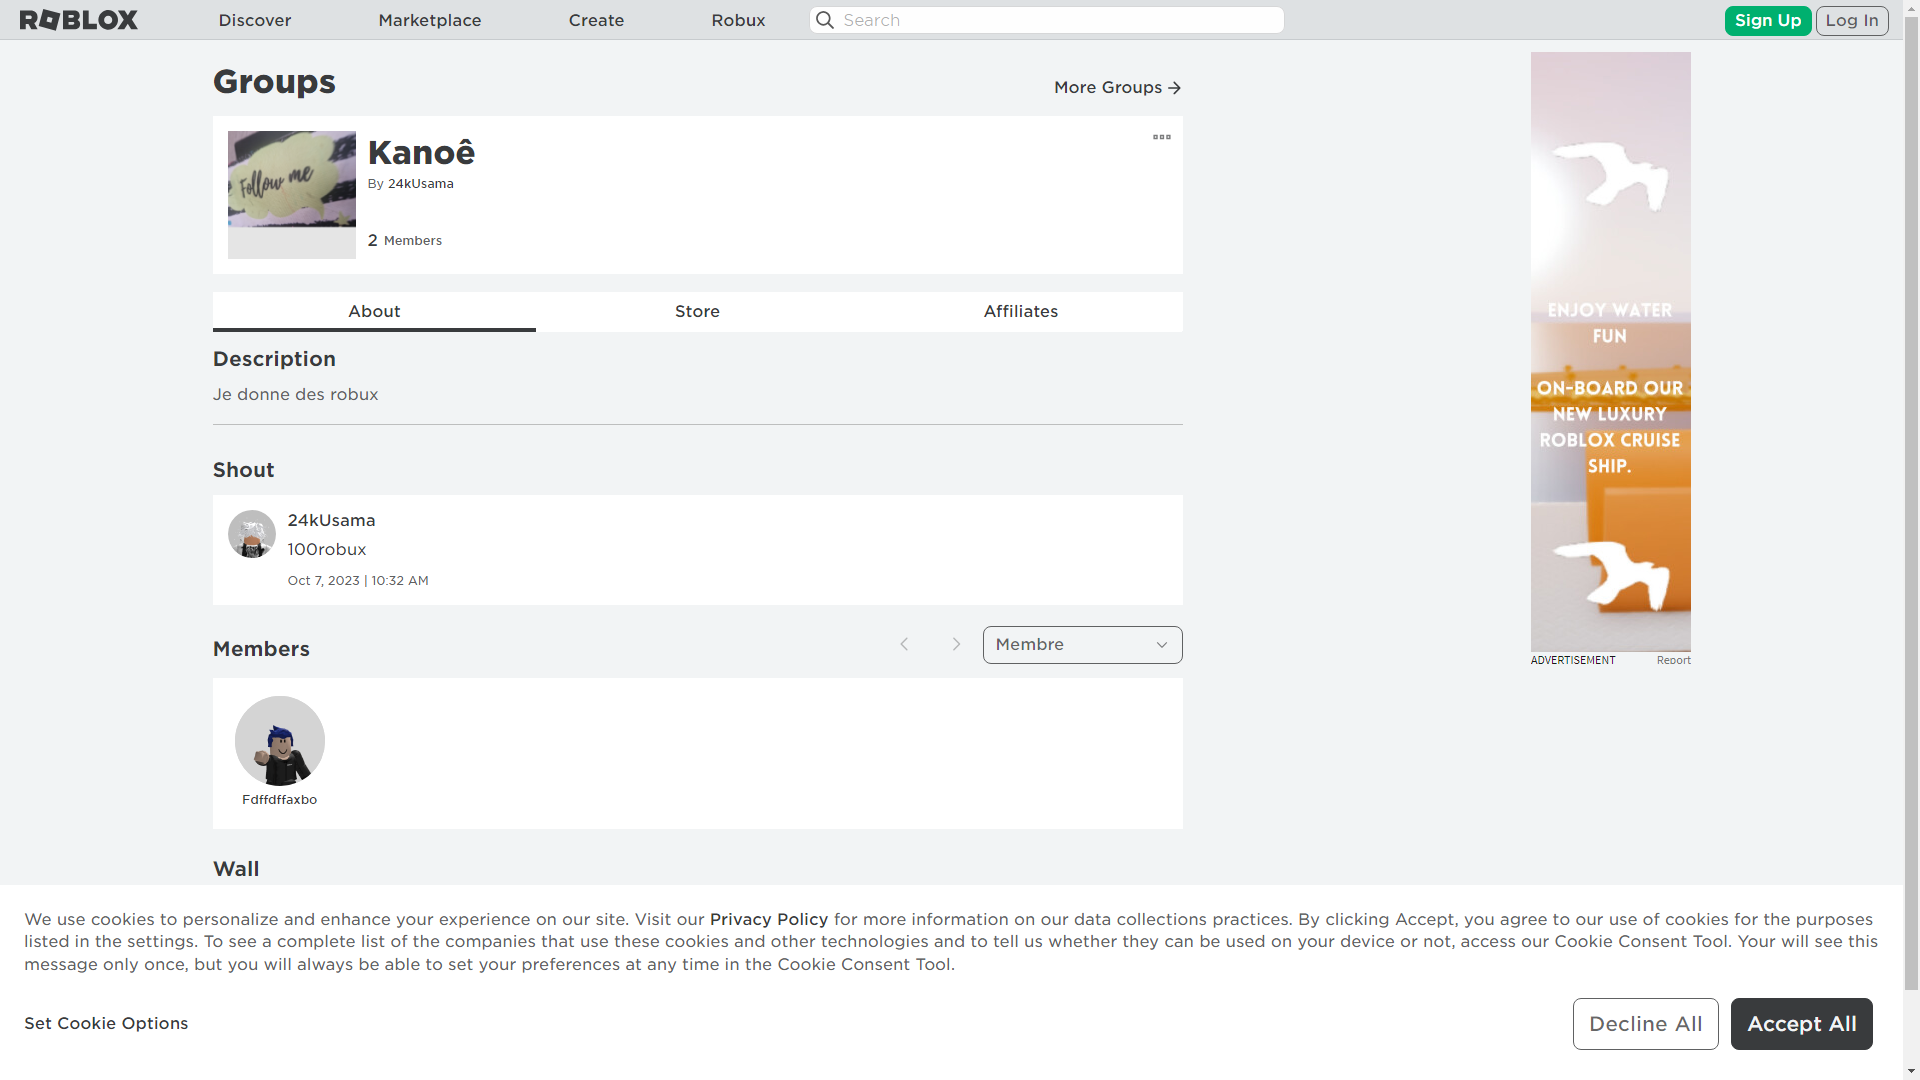 ROBLOX
Discover
Marketplace
Create
Robux
Search
Sign Up
Log In
Groups
More Groups
Follow me
Kanoê
By 24kUsama
2 Members
About
Store
Affiliates
Description
Je donne des robux
Shout
24kUsama
100robux
Oct 7, 2023 | 10:32 AM
Members
Membre
Fdffdffaxbo
Wall
ENJOY WATER
FUN
ON-BOARD OUR
NEW LUXURY
ROBLOX CRUISE
SHIP.
ADVERTISEMENT
Report
We use cookies to personalize and enhance your experience on our site. Visit our Privacy Policy for more information on our data collections practices. By clicking Accept, you agree to our use of cookies for the purposes
listed in the settings. To see a complete list of the companies that use these cookies and other technologies and to tell us whether they can be used on your device or not, access our Cookie Consent Tool. Your will see this
message only once, but you will always be able to set your preferences at any time in the Cookie Consent Tool.
Set Cookie Options
Decline All
Accept All